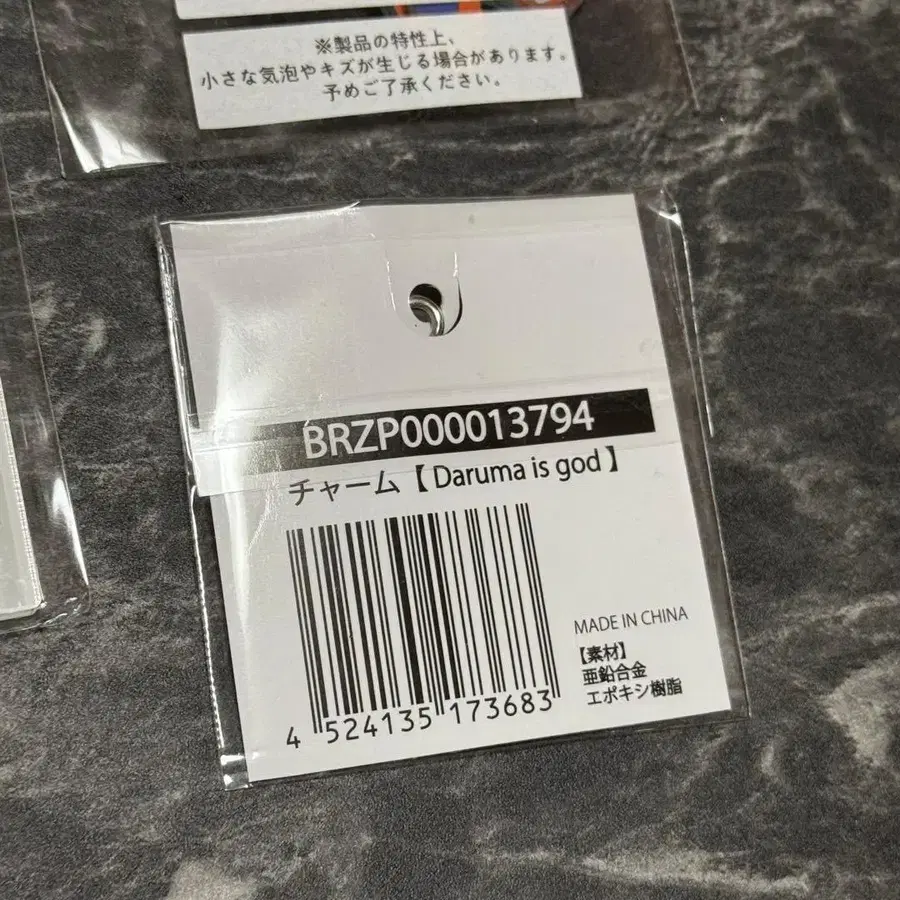 ※製品の特性上、
小さな気泡やキズが生じる場合があります。
予めご了承ください。
BRZP000013794
チャーム【Daruma is god】
4 524135 173683
MADE IN CHINA
【素材】
亜鉛合金
エポキシ樹脂